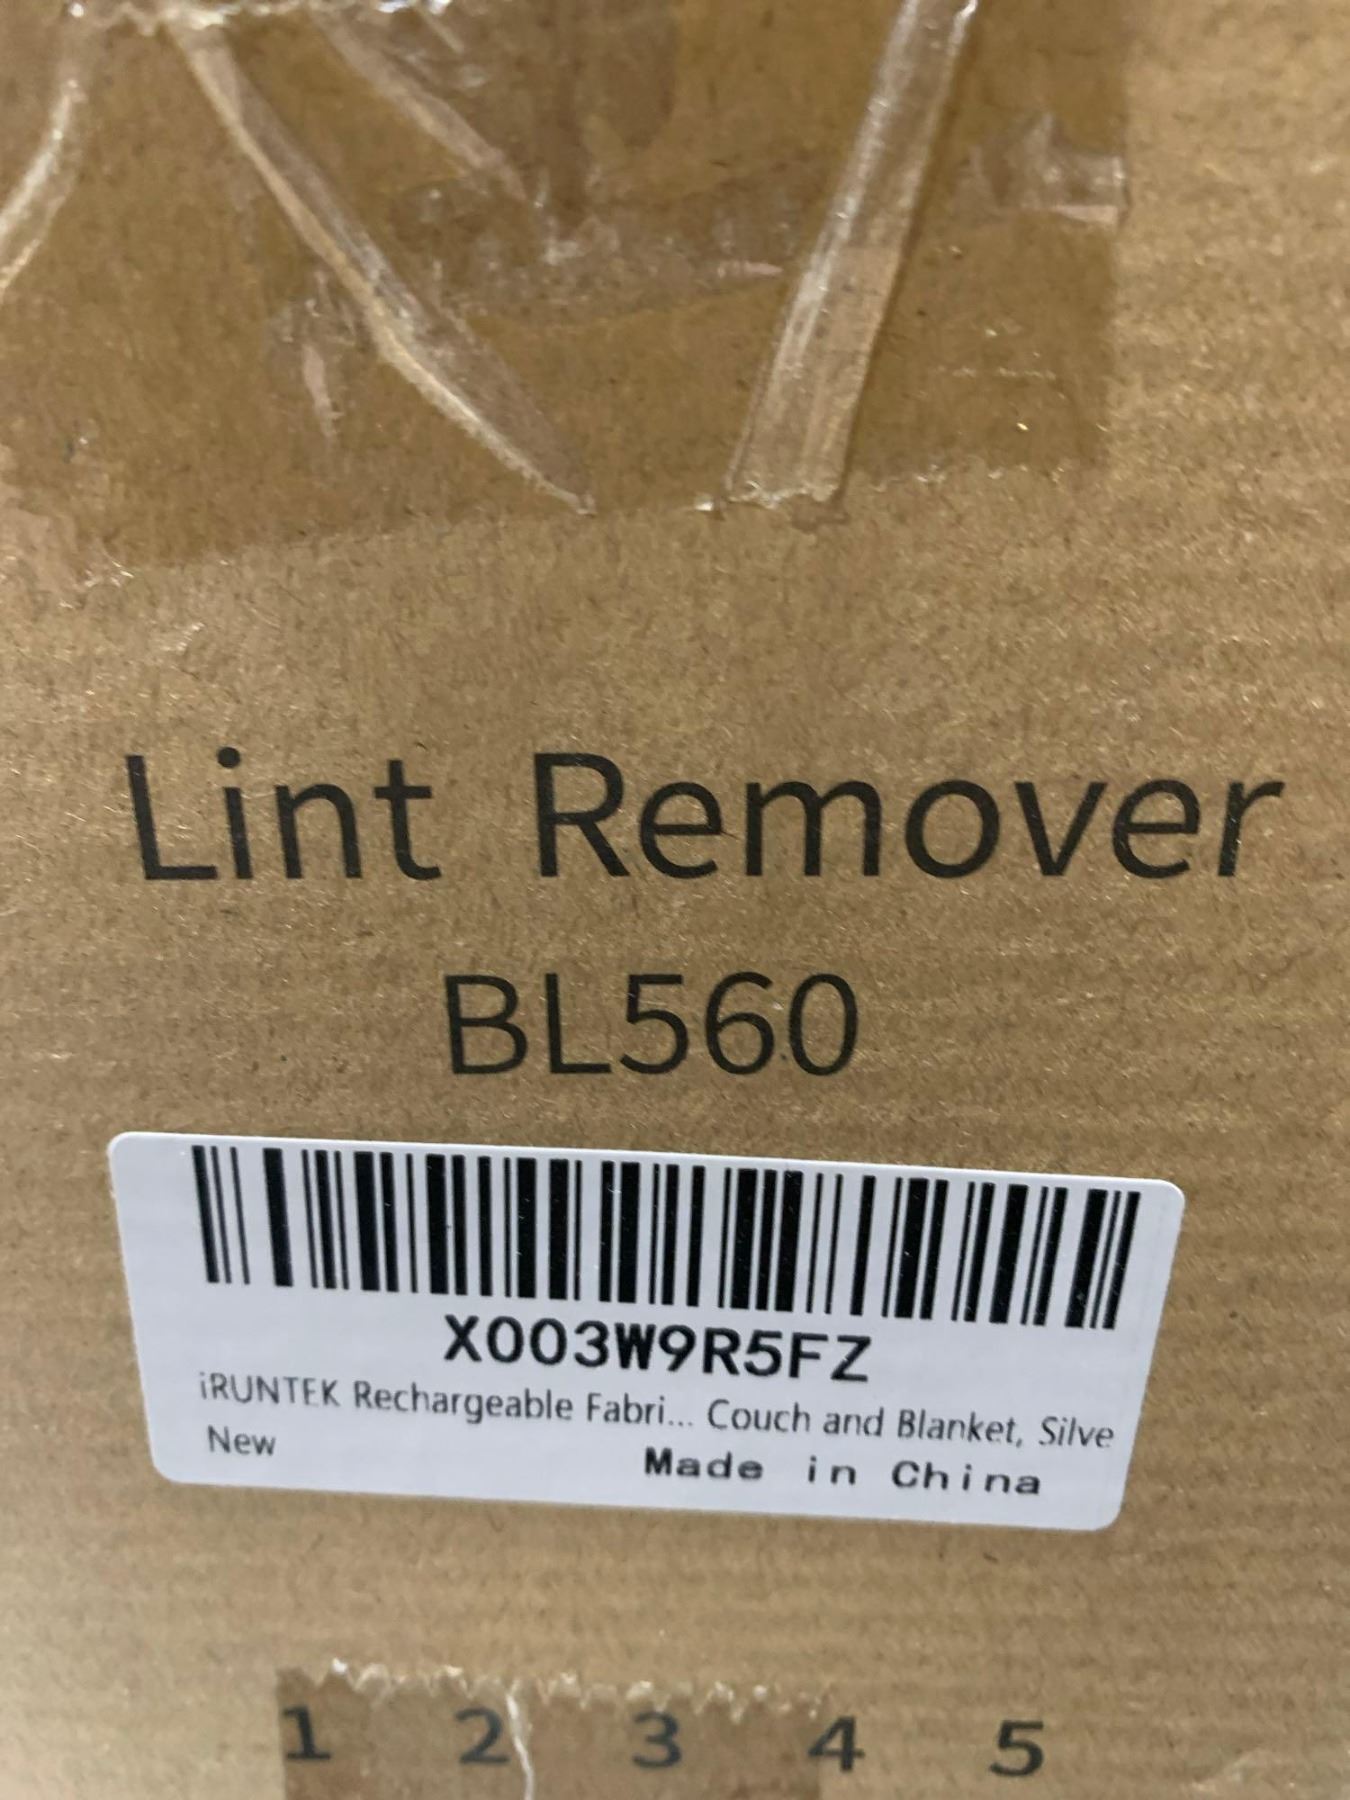 Lint Remover
BL560
X003W9R5FZ
iRUNTEK Rechargeable Fabri... Couch and Blanket, Silve
New
Made in China
1 2 3 4 5